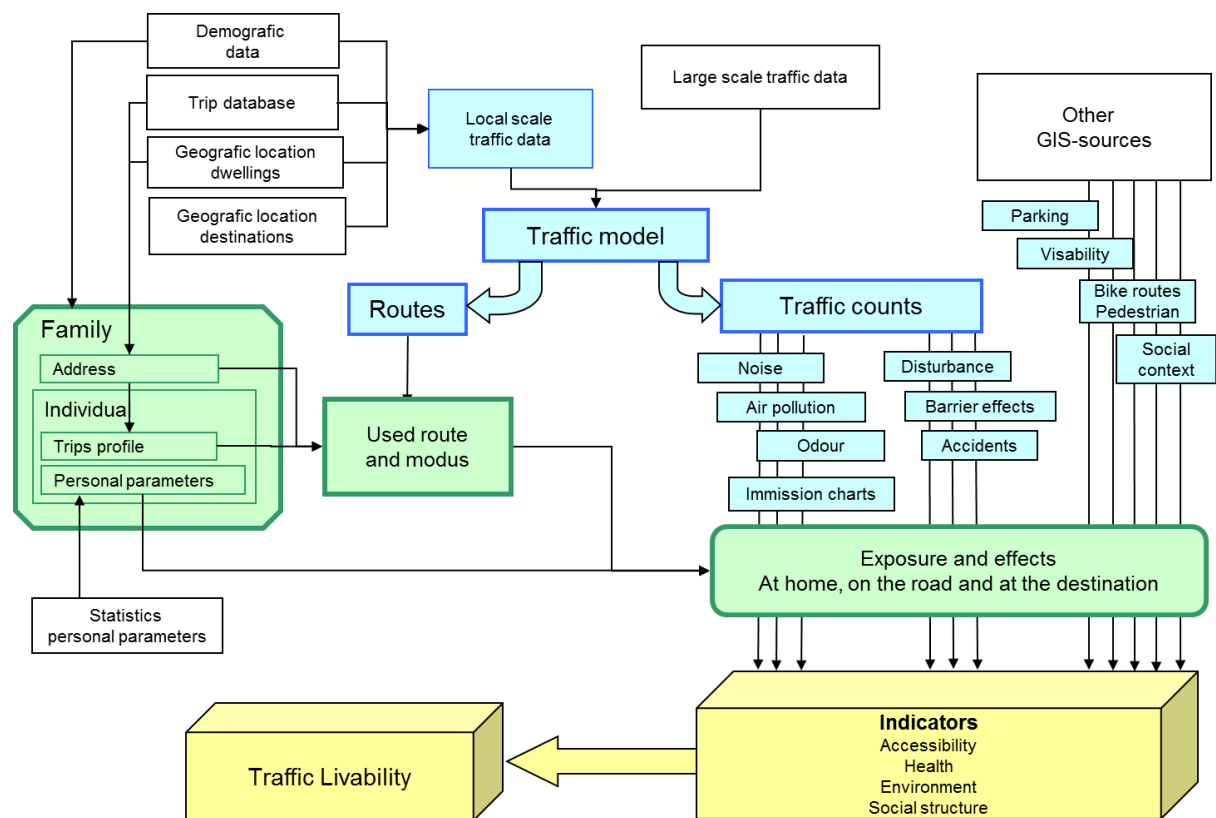 Demografic
data
Large scale traffic data
Trip database
Local scale
traffic data
Other
GIS-sources
Geografic location
dwellings
Geografic location
destinations
Parking
Traffic model
Visability
Routes
Traffic counts
Bike routes
Pedestrian
Family
Social
context
Address
Noise
Disturbance
Individua
Air pollution
Barrier effects
Trips profile
Used route
and modus
Odour
Accidents
Personal parameters
Immission charts
Exposure and effects
At home, on the road and at the destination
Statistics
personal parameters
Indicators
Accessibility
Health
Environment
Social structure
Traffic Livability